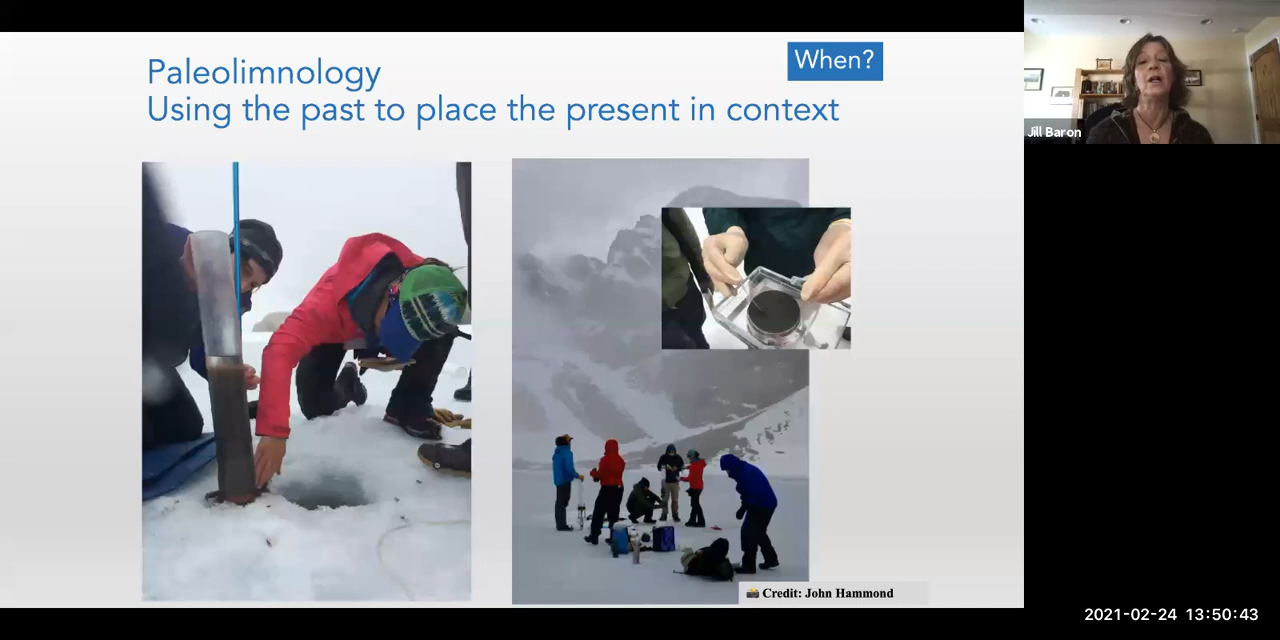 Paleolimnology
Using the past to place the present in context
When?
Jill Baron
📸 Credit: John Hammond
2021-02-24 13:50:43